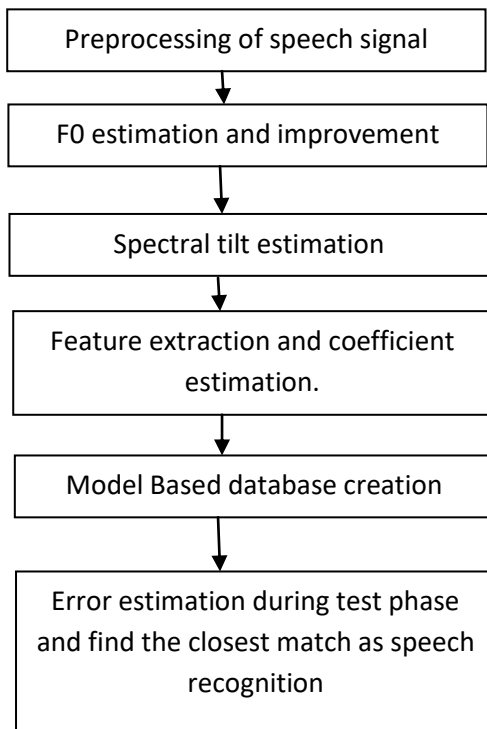 Preprocessing of speech signal
F0 estimation and improvement
Spectral tilt estimation
Feature extraction and coefficient
estimation.
Model Based database creation
Error estimation during test phase
and find the closest match as speech
recognition